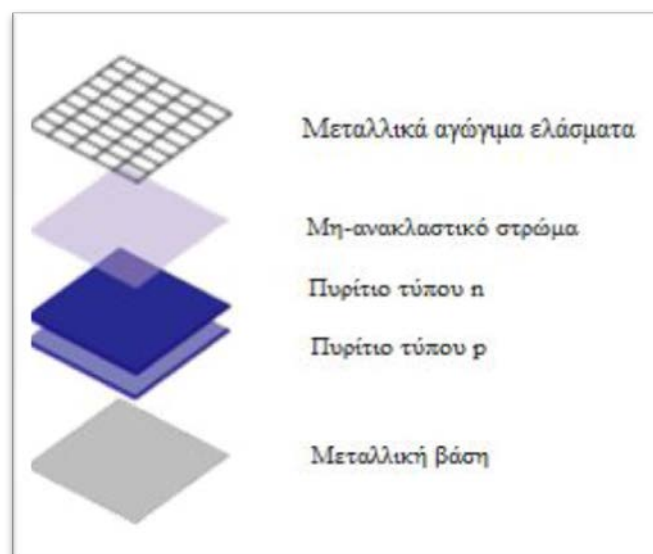 Μεταλλικά αγώγιμα ελάσματα
Μη-ανακλαστικό στρώμα
Πυρίτιο τύπου n
Πυρίτιο τύπου p
Μεταλλική βάση